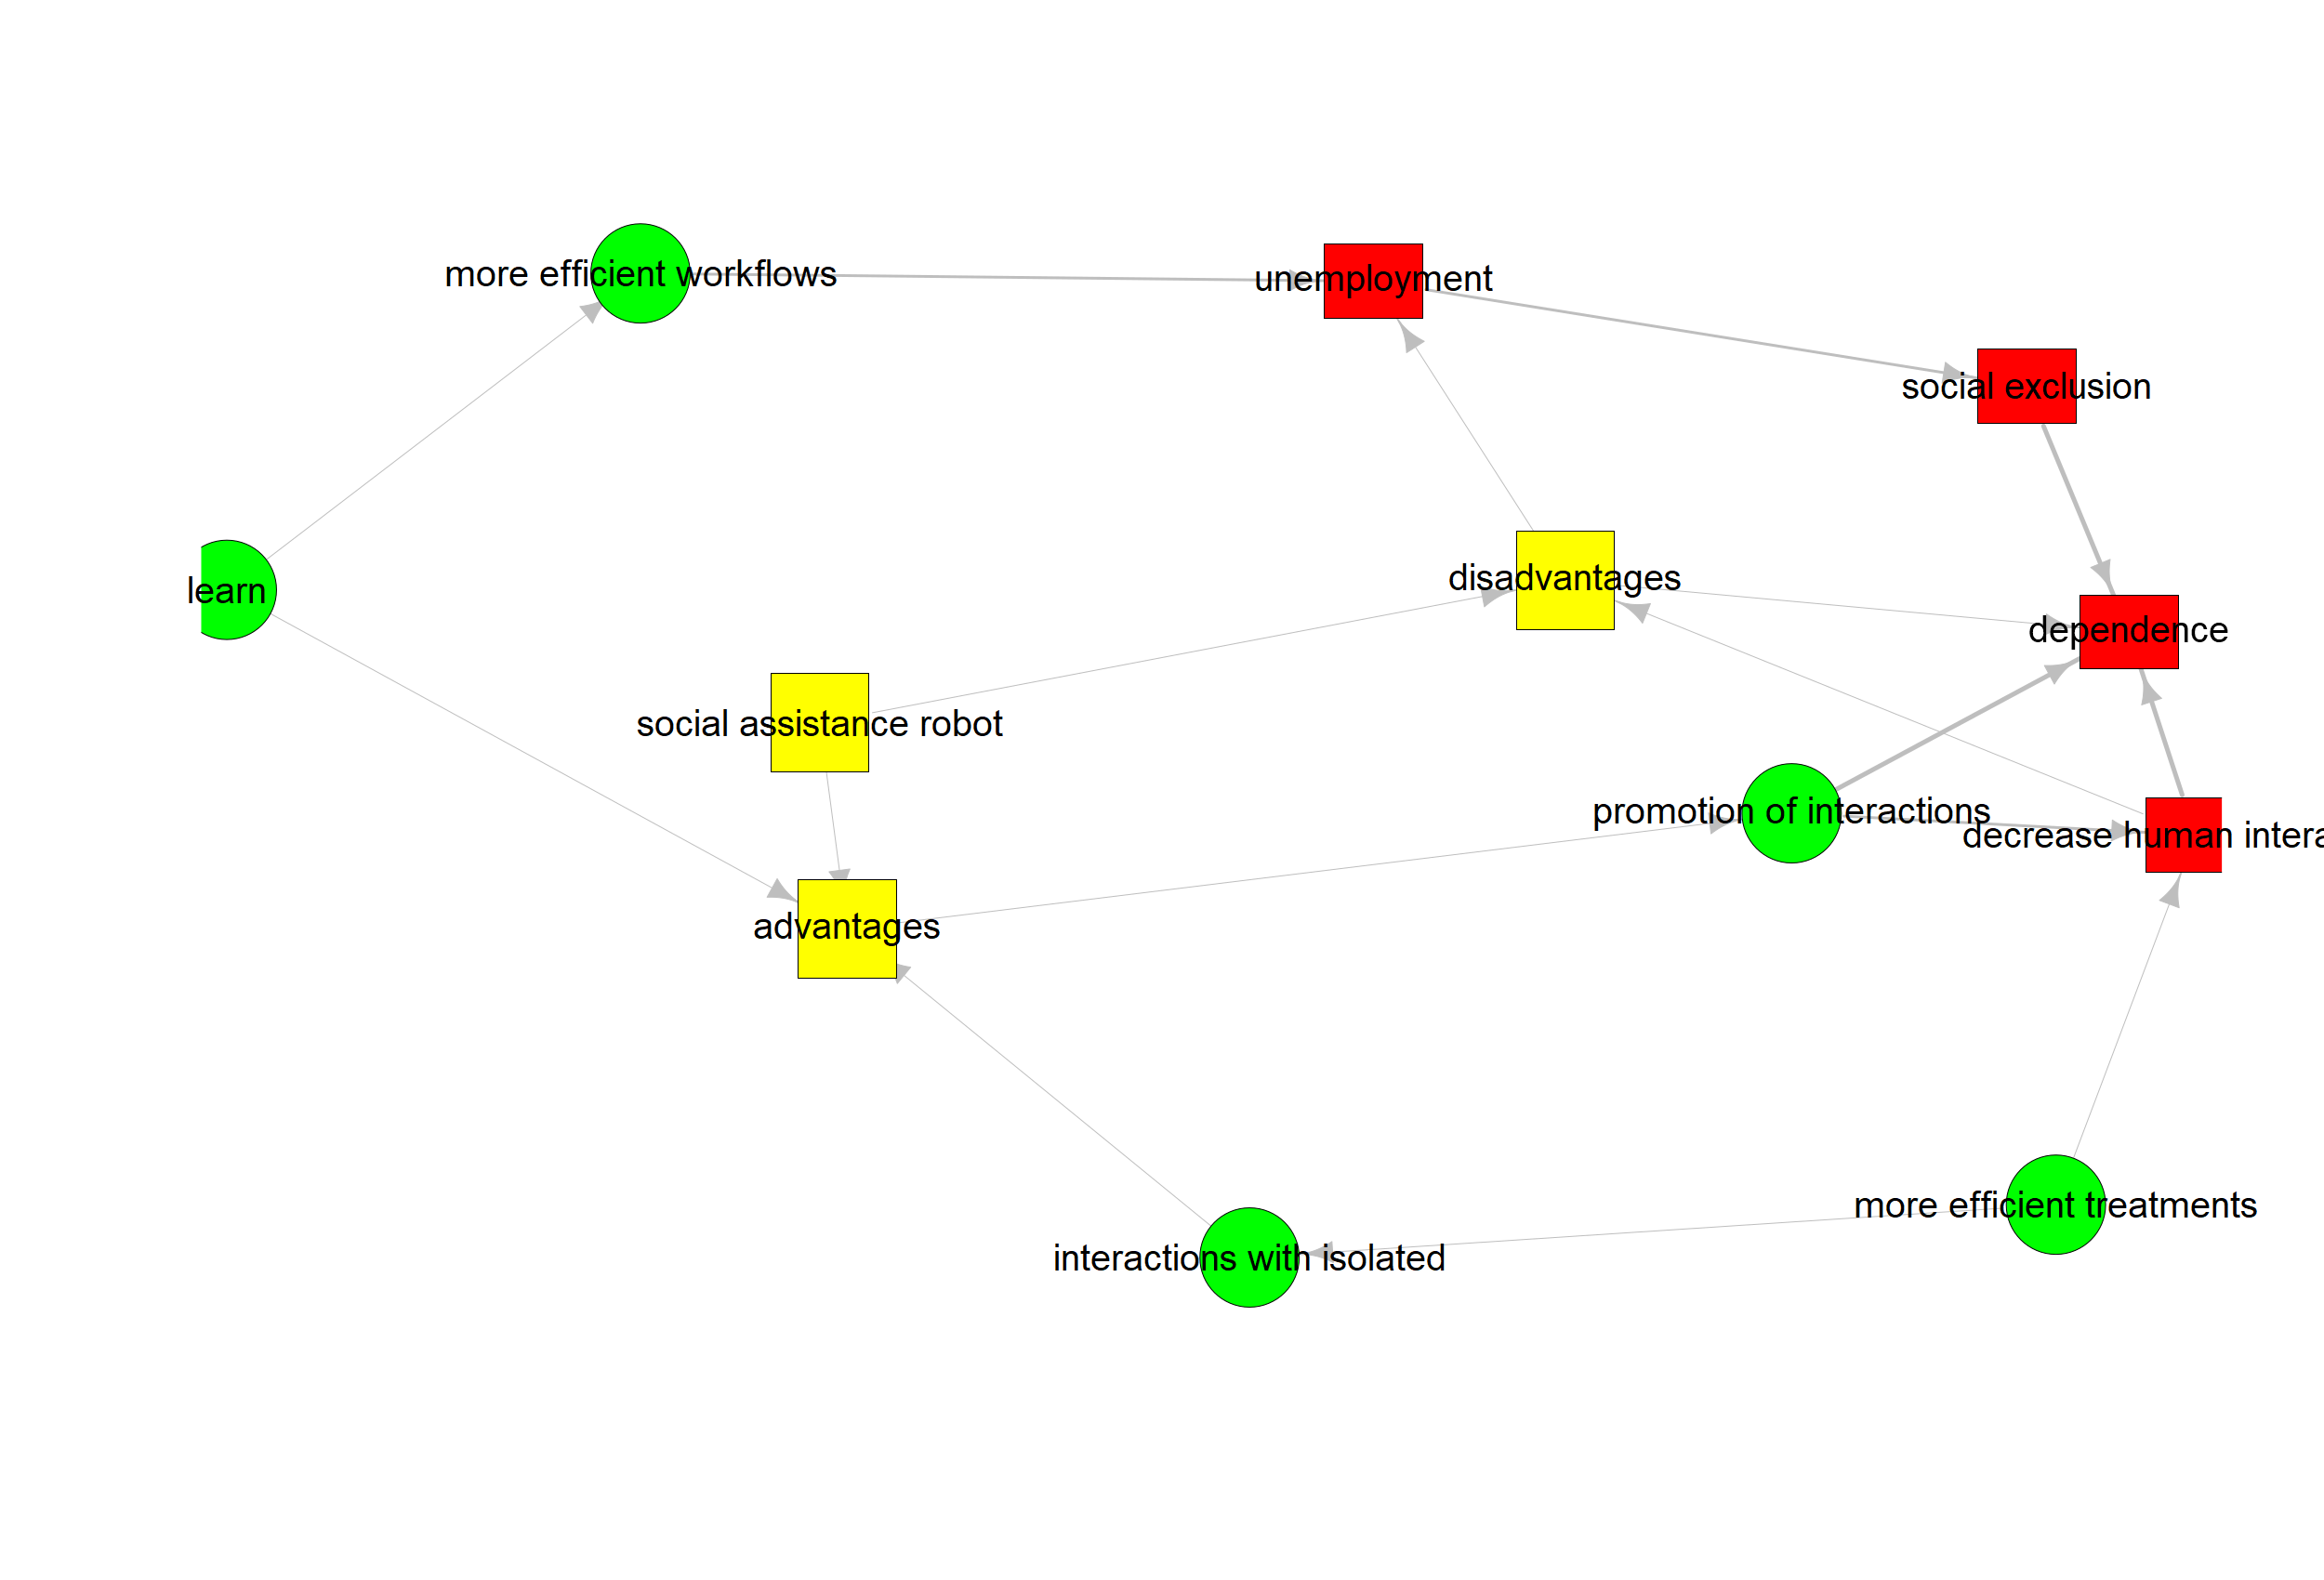 more efficient workflows
unemployment
social exclusion
disadvantages
learn
dependence
social assistance robot
promotion of interactions
decrease human
advantages
more efficient treatments
interactions with isolated